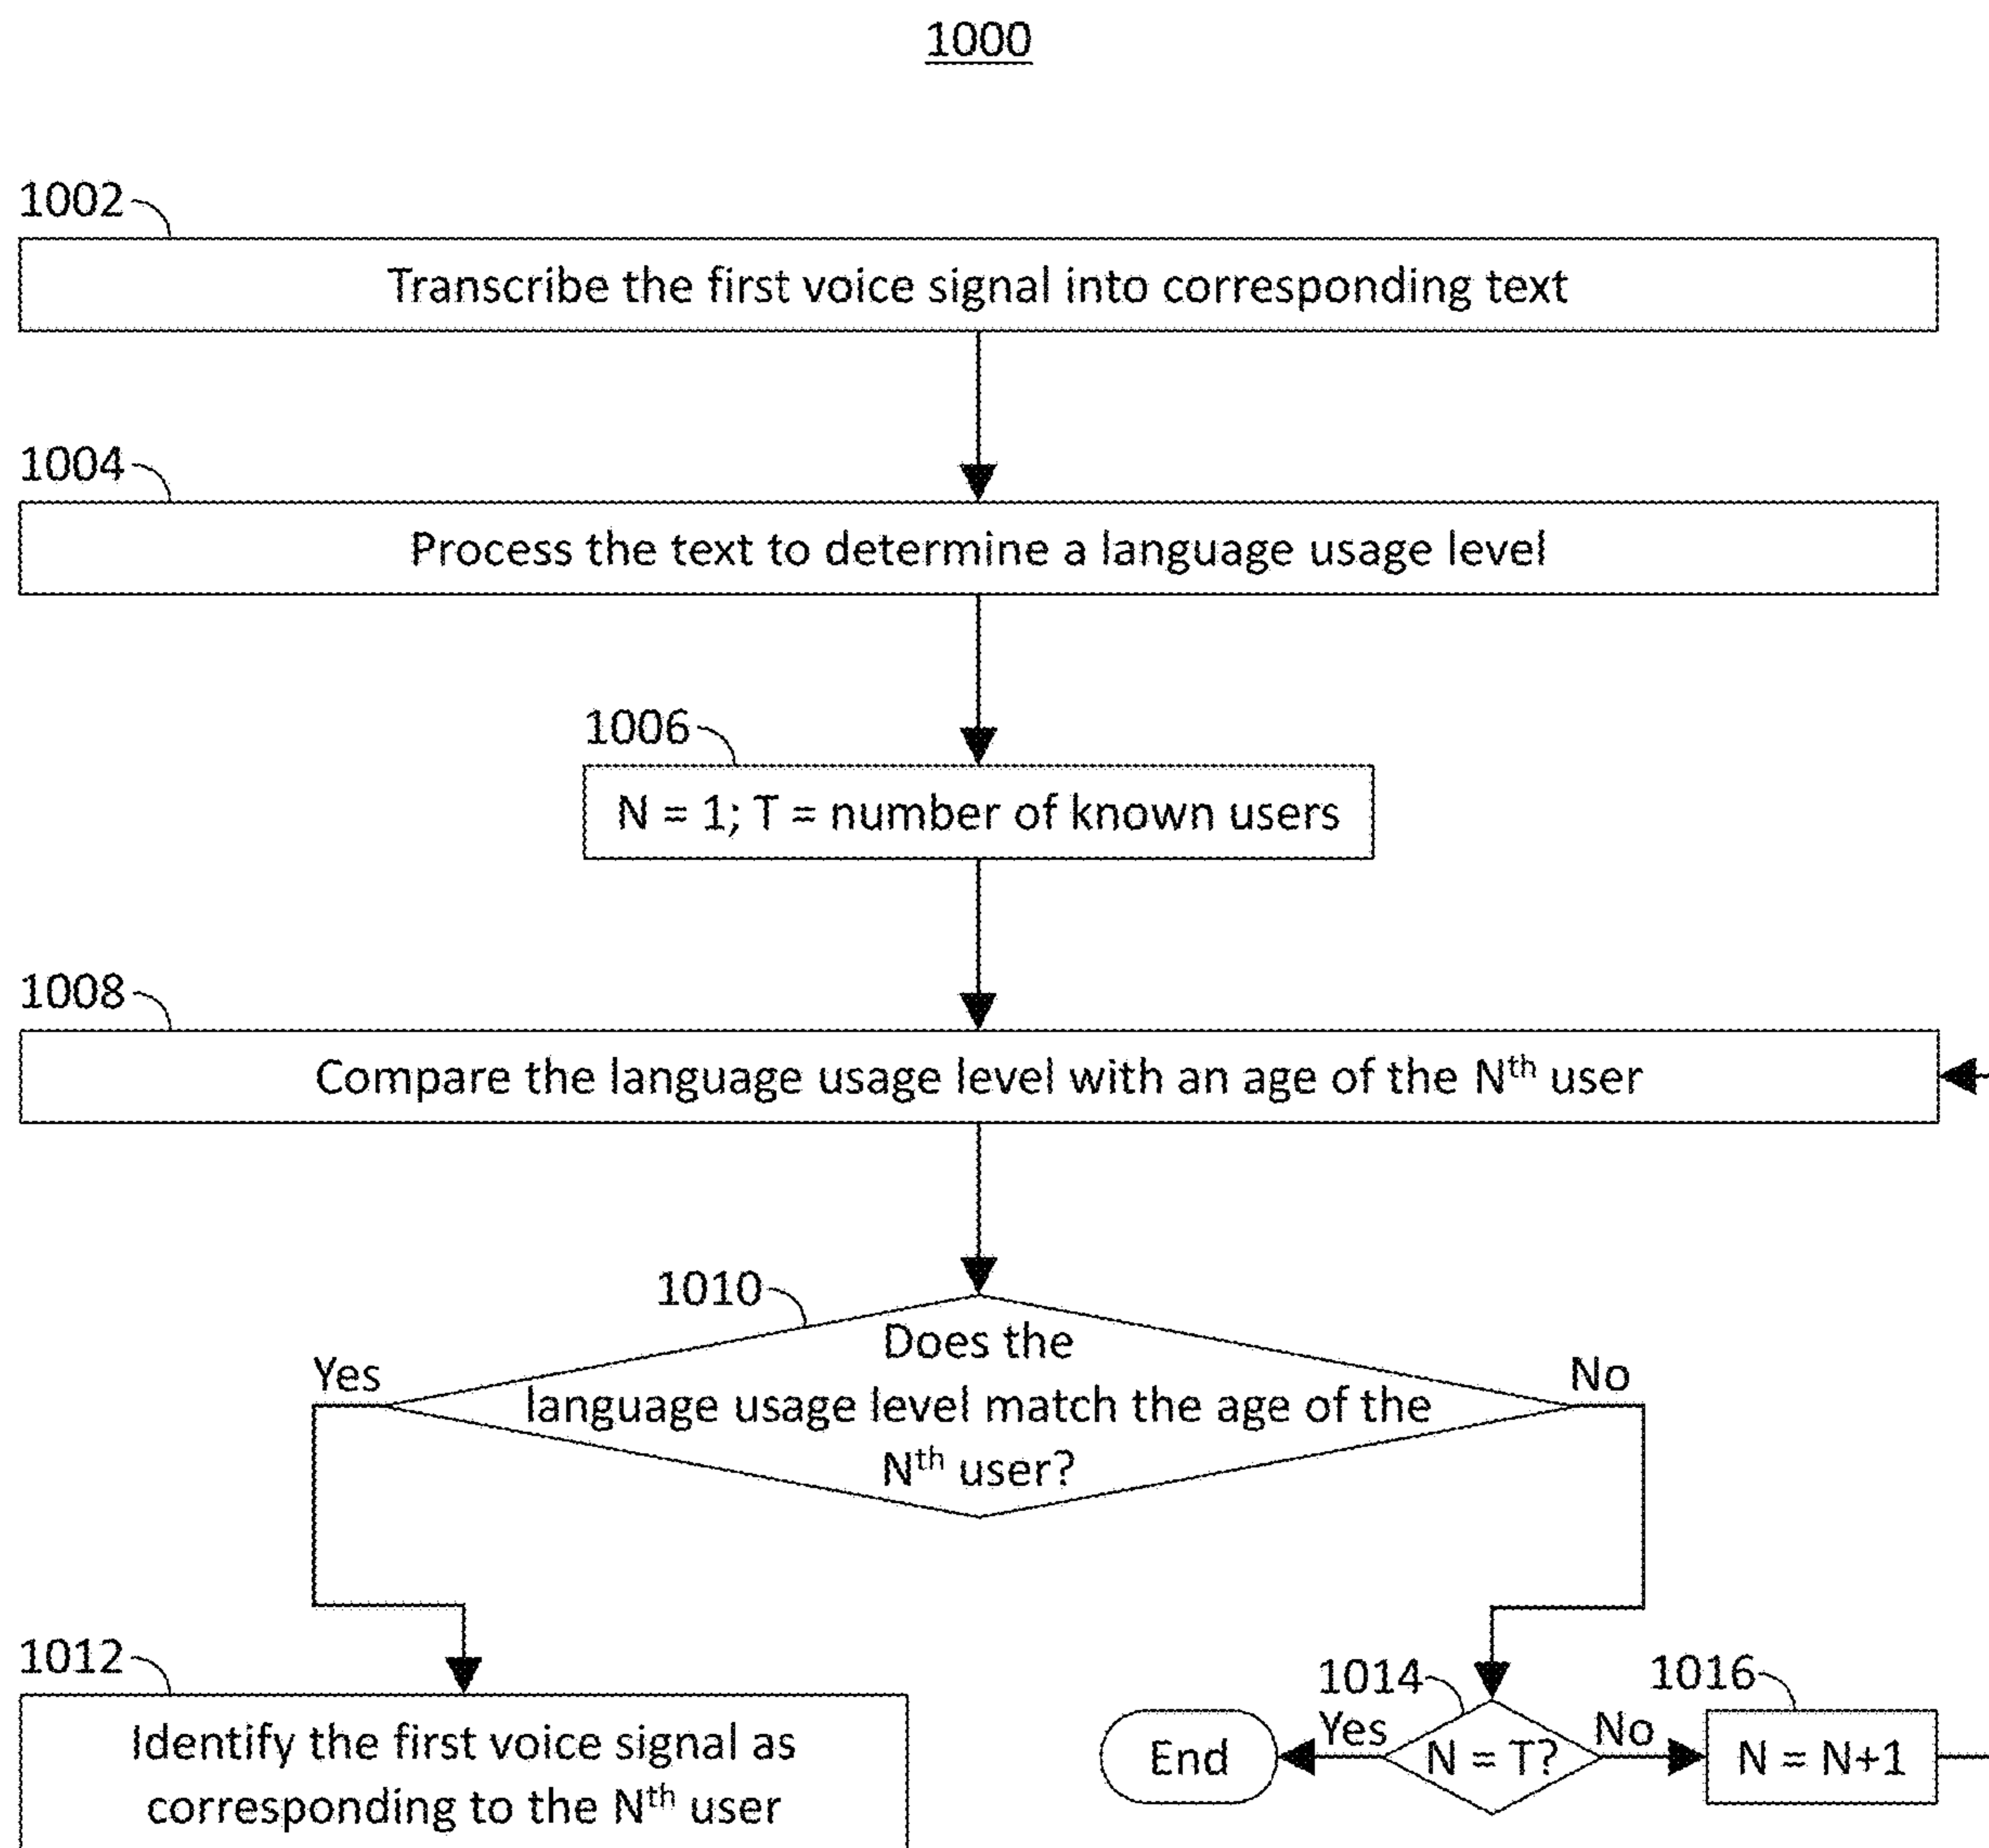 1000
1002
Transcribe the first voice signal into corresponding text
1004
Process the text to determine a language usage level
1006
N = 1; T = number of known users
1008
Compare the language usage level with an age of the Nth user
1010
Does the
Yes
No
language usage level match the age of the
Nth user?
1012
Identify the first voice signal as
corresponding to the Nth user
1014
1016
End
Yes
N = T?
No
N = N+1